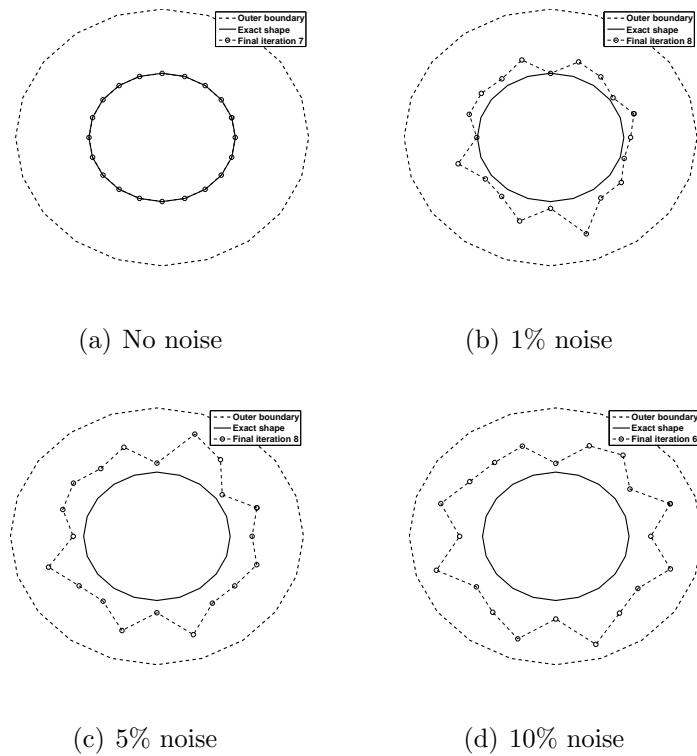 Outer boundary
Exact shape
Final iteration 7
Outer boundary
Exact shape
Final iteration 8
(a) No noise
(b) 1% noise
Outer boundary
Exact shape
Final iteration 8
Outer boundary
Exact shape
Final iteration 6
(c) 5% noise
(d) 10% noise